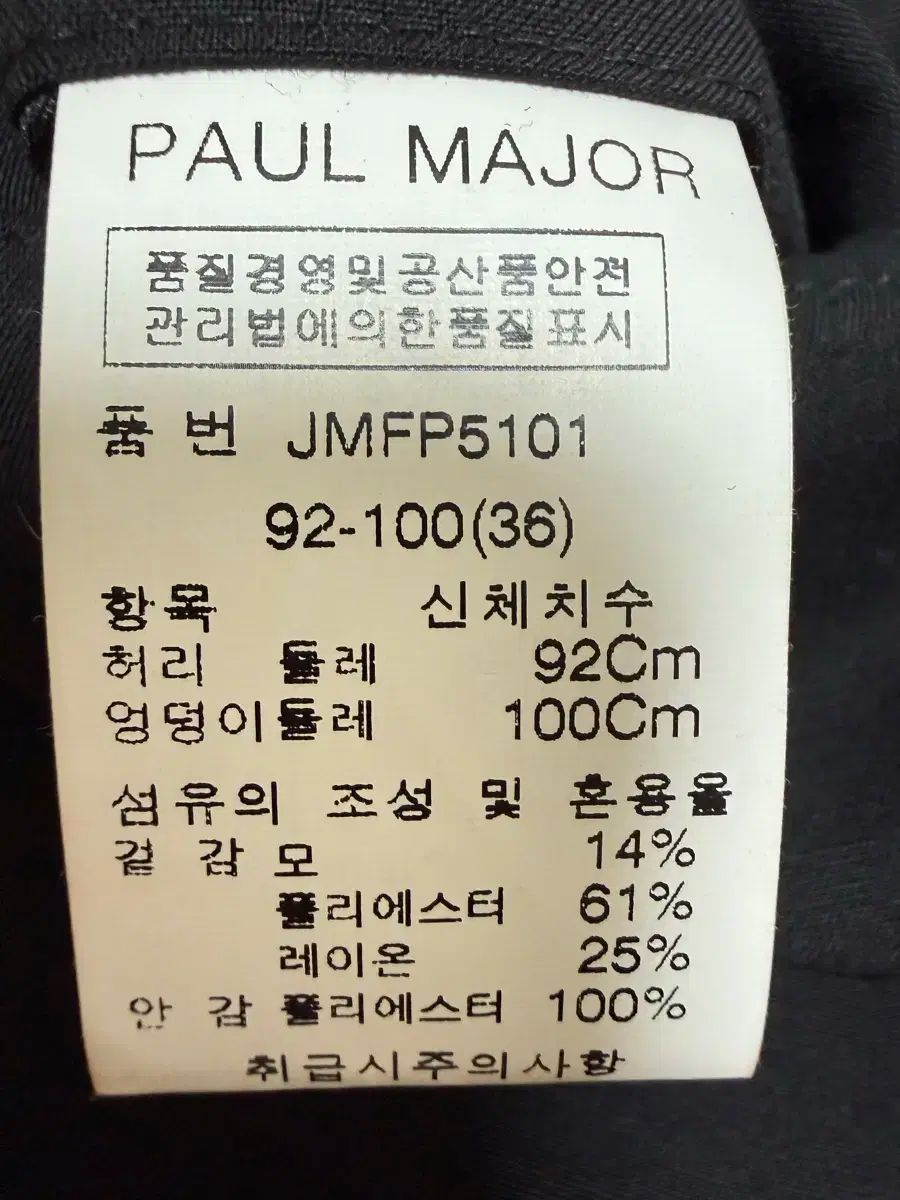 PAUL MAJOR
품질경영및공산품안전
관리법에의한품질표시
품 번 JMFP5101
92-100(36)
항목 신체치수
허리 둘레 92Cm
엉덩이둘레 100Cm
섬유의 조성 및 혼용율
겉 감 모 14%
폴리에스터 61%
레이온 25%
안 감 폴리에스터 100%
취급시주의사항